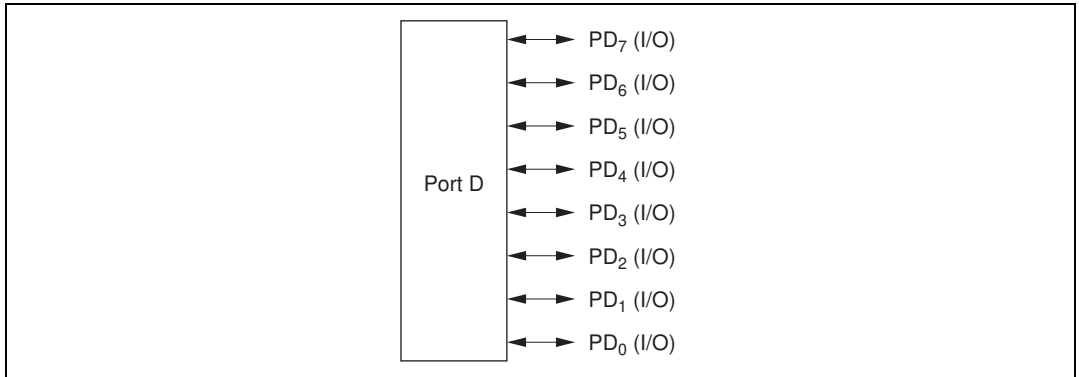 PD₇ (I/O)
PD₆ (I/O)
PD₅ (I/O)
PD₄ (I/O)
Port D
PD₃ (I/O)
PD₂ (I/O)
PD₁ (I/O)
PD₀ (I/O)